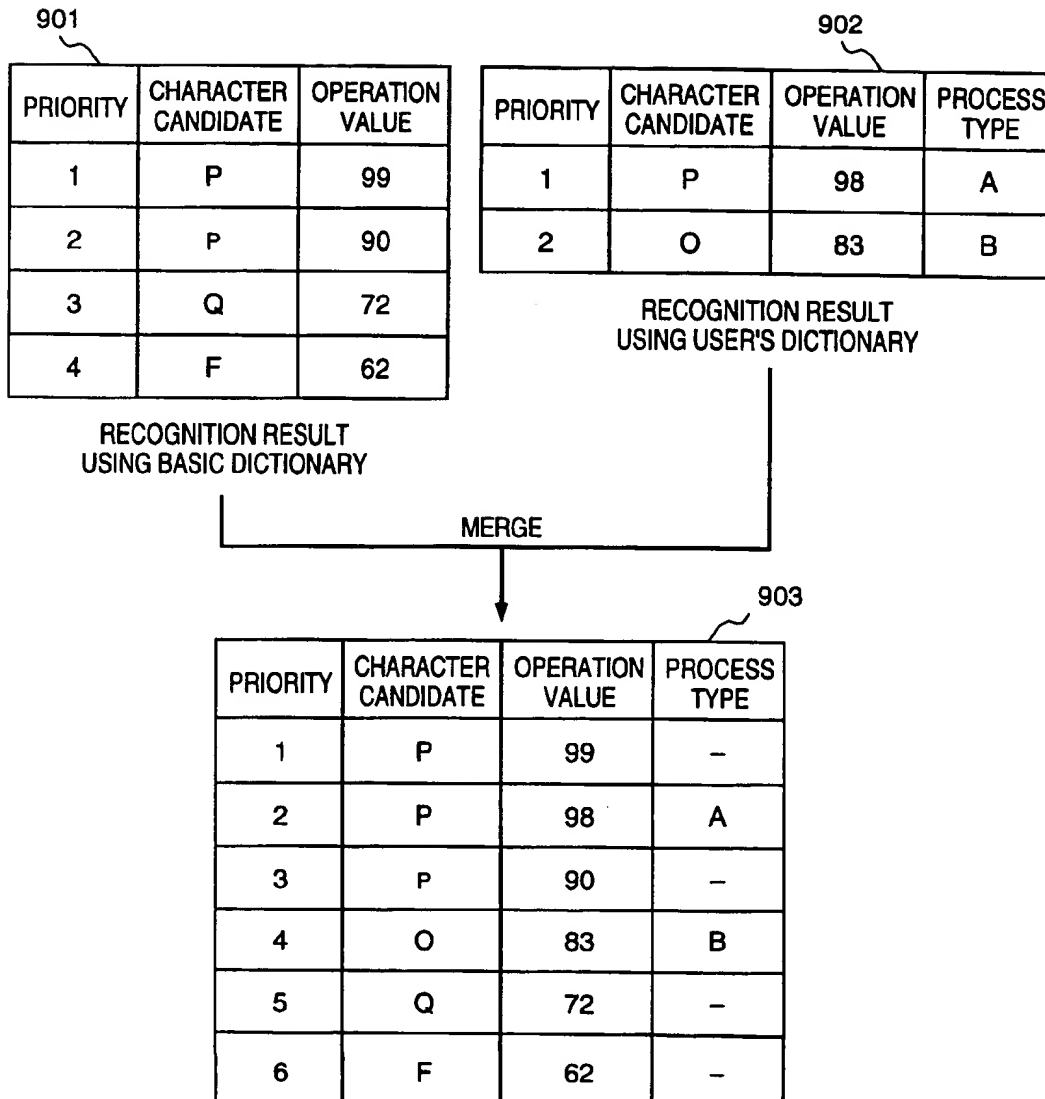 901
PRIORITY CHARACTER CANDIDATE OPERATION VALUE
1 P 99
2 P 90
3 Q 72
4 F 62
RECOGNITION RESULT
USING BASIC DICTIONARY
902
PRIORITY CHARACTER CANDIDATE OPERATION VALUE PROCESS TYPE
1 P 98 A
2 O 83 B
RECOGNITION RESULT
USING USER'S DICTIONARY
MERGE
903
PRIORITY CHARACTER CANDIDATE OPERATION VALUE PROCESS TYPE
1 P 99 –
2 P 98 A
3 P 90 –
4 O 83 B
5 Q 72 –
6 F 62 –